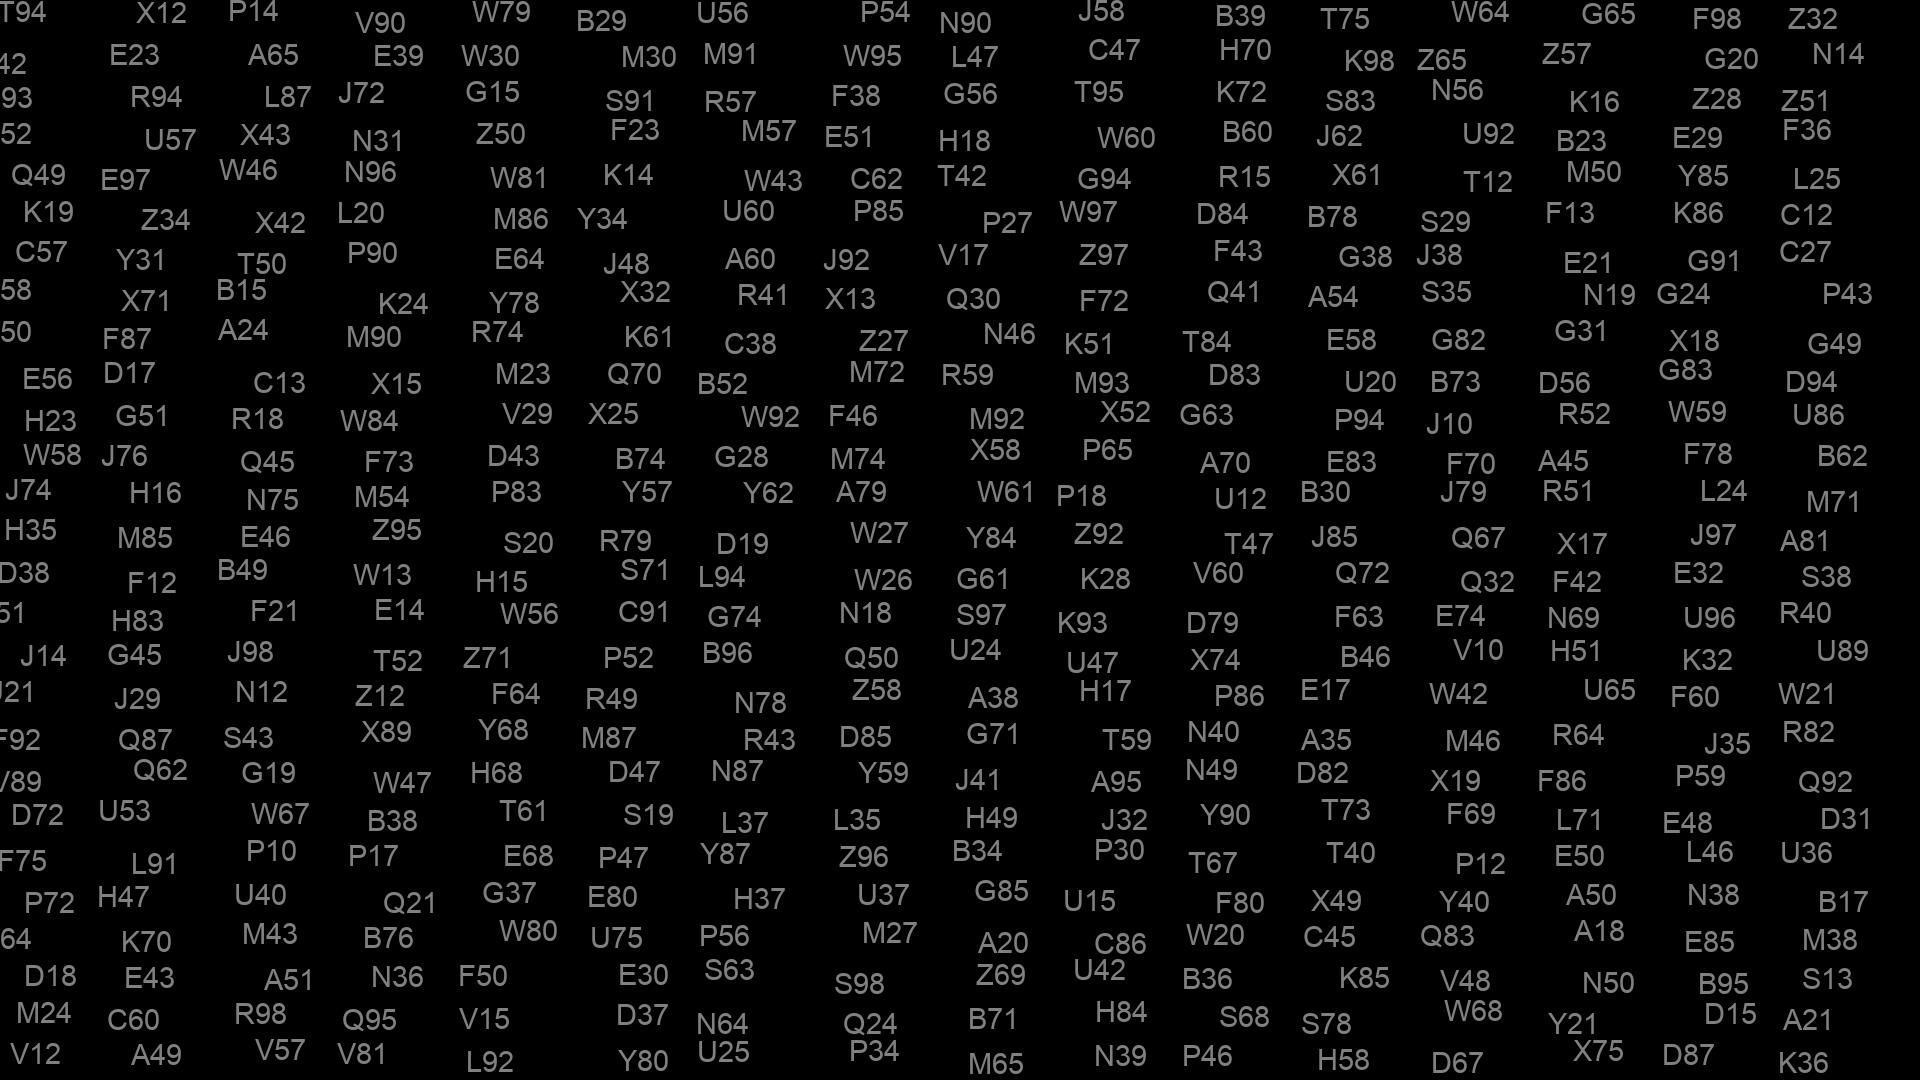 T94 X12 P14 V90 W79 B29 U56 P54 N90 J58 B39 T75 W64 G65 F98 Z32
42 E23 A65 E39 W30 M30 M91 W95 L47 C47 H70 K98 Z65 Z57 G20 N14
93 R94 L87 J72 G15 S91 R57 F38 G56 T95 K72 S83 N56 K16 Z28 Z51
52 U57 X43 N31 Z50 F23 M57 E51 H18 W60 B60 J62 U92 B23 E29 F36
Q49 E97 W46 N96 W81 K14 W43 C62 T42 G94 R15 X61 T12 M50 Y85 L25
K19 Z34 X42 L20 M86 Y34 U60 P85 P27 W97 D84 B78 S29 F13 K86 C12
C57 Y31 T50 P90 E64 J48 A60 J92 V17 Z97 F43 G38 J38 E21 G91 C27
58 X71 B15 K24 Y78 X32 R41 X13 Q30 F72 Q41 A54 S35 N19 G24 P43
50 F87 A24 M90 R74 K61 C38 Z27 N46 K51 T84 E58 G82 G31 X18 G49
E56 D17 C13 X15 M23 Q70 B52 M72 R59 M93 D83 U20 B73 D56 G83 D94
H23 G51 R18 W84 V29 X25 W92 F46 M92 X52 G63 P94 J10 R52 W59 U86
W58 J76 Q45 F73 D43 B74 G28 M74 X58 P65 A70 E83 F70 A45 F78 B62
J74 H16 N75 M54 P83 Y57 Y62 A79 W61 P18 U12 B30 J79 R51 L24 M71
H35 M85 E46 Z95 S20 R79 D19 W27 Y84 Z92 T47 J85 Q67 X17 J97 A81
D38 F12 B49 W13 H15 S71 L94 W26 G61 K28 V60 Q72 Q32 F42 E32 S38
51 H83 F21 E14 W56 C91 G74 N18 S97 K93 D79 F63 E74 N69 U96 R40
J14 G45 J98 T52 Z71 P52 B96 Q50 U24 U47 X74 B46 V10 H51 K32 U89
21 J29 N12 Z12 F64 R49 N78 Z58 A38 H17 P86 E17 W42 U65 F60 W21
F92 Q87 S43 X89 Y68 M87 R43 D85 G71 T59 N40 A35 M46 R64 J35 R82
V89 Q62 G19 W47 H68 D47 N87 Y59 J41 A95 N49 D82 X19 F86 P59 Q92
D72 U53 W67 B38 T61 S19 L37 L35 H49 J32 Y90 T73 F69 L71 E48 D31
F75 L91 P10 P17 E68 P47 Y87 Z96 B34 P30 T67 T40 P12 E50 L46 U36
P72 H47 U40 Q21 G37 E80 H37 U37 G85 U15 F80 X49 Y40 A50 N38 B17
64 K70 M43 B76 W80 U75 P56 M27 A20 C86 W20 C45 Q83 A18 E85 M38
D18 E43 A51 N36 F50 E30 S63 S98 Z69 U42 B36 K85 V48 N50 B95 S13
M24 C60 R98 Q95 V15 D37 N64 Q24 B71 H84 S68 S78 W68 Y21 D15 A21
V12 A49 V57 V81 L92 Y80 U25 P34 M65 N39 P46 H58 D67 X75 D87 K36